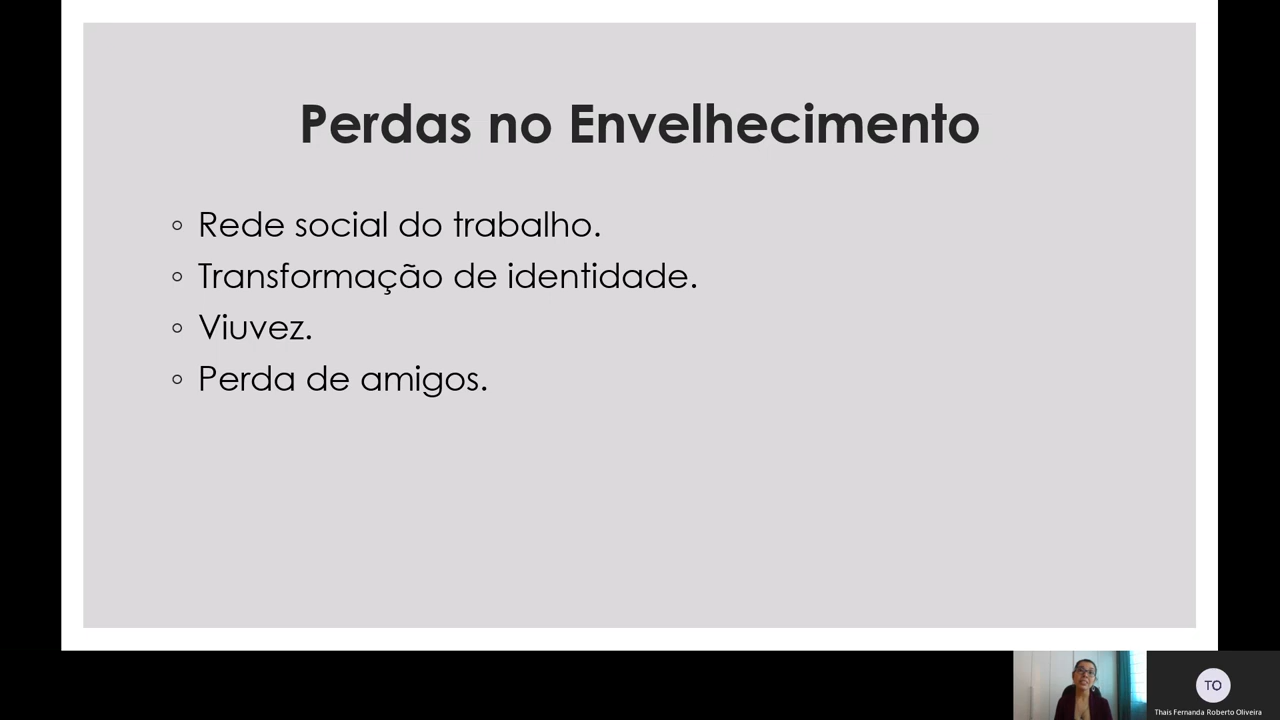 Perdas no Envelhecimento
◦ Rede social do trabalho.
◦ Transformação de identidade.
◦ Viuvez.
◦ Perda de amigos.
TO
Thais Fernanda Roberto Oliveira